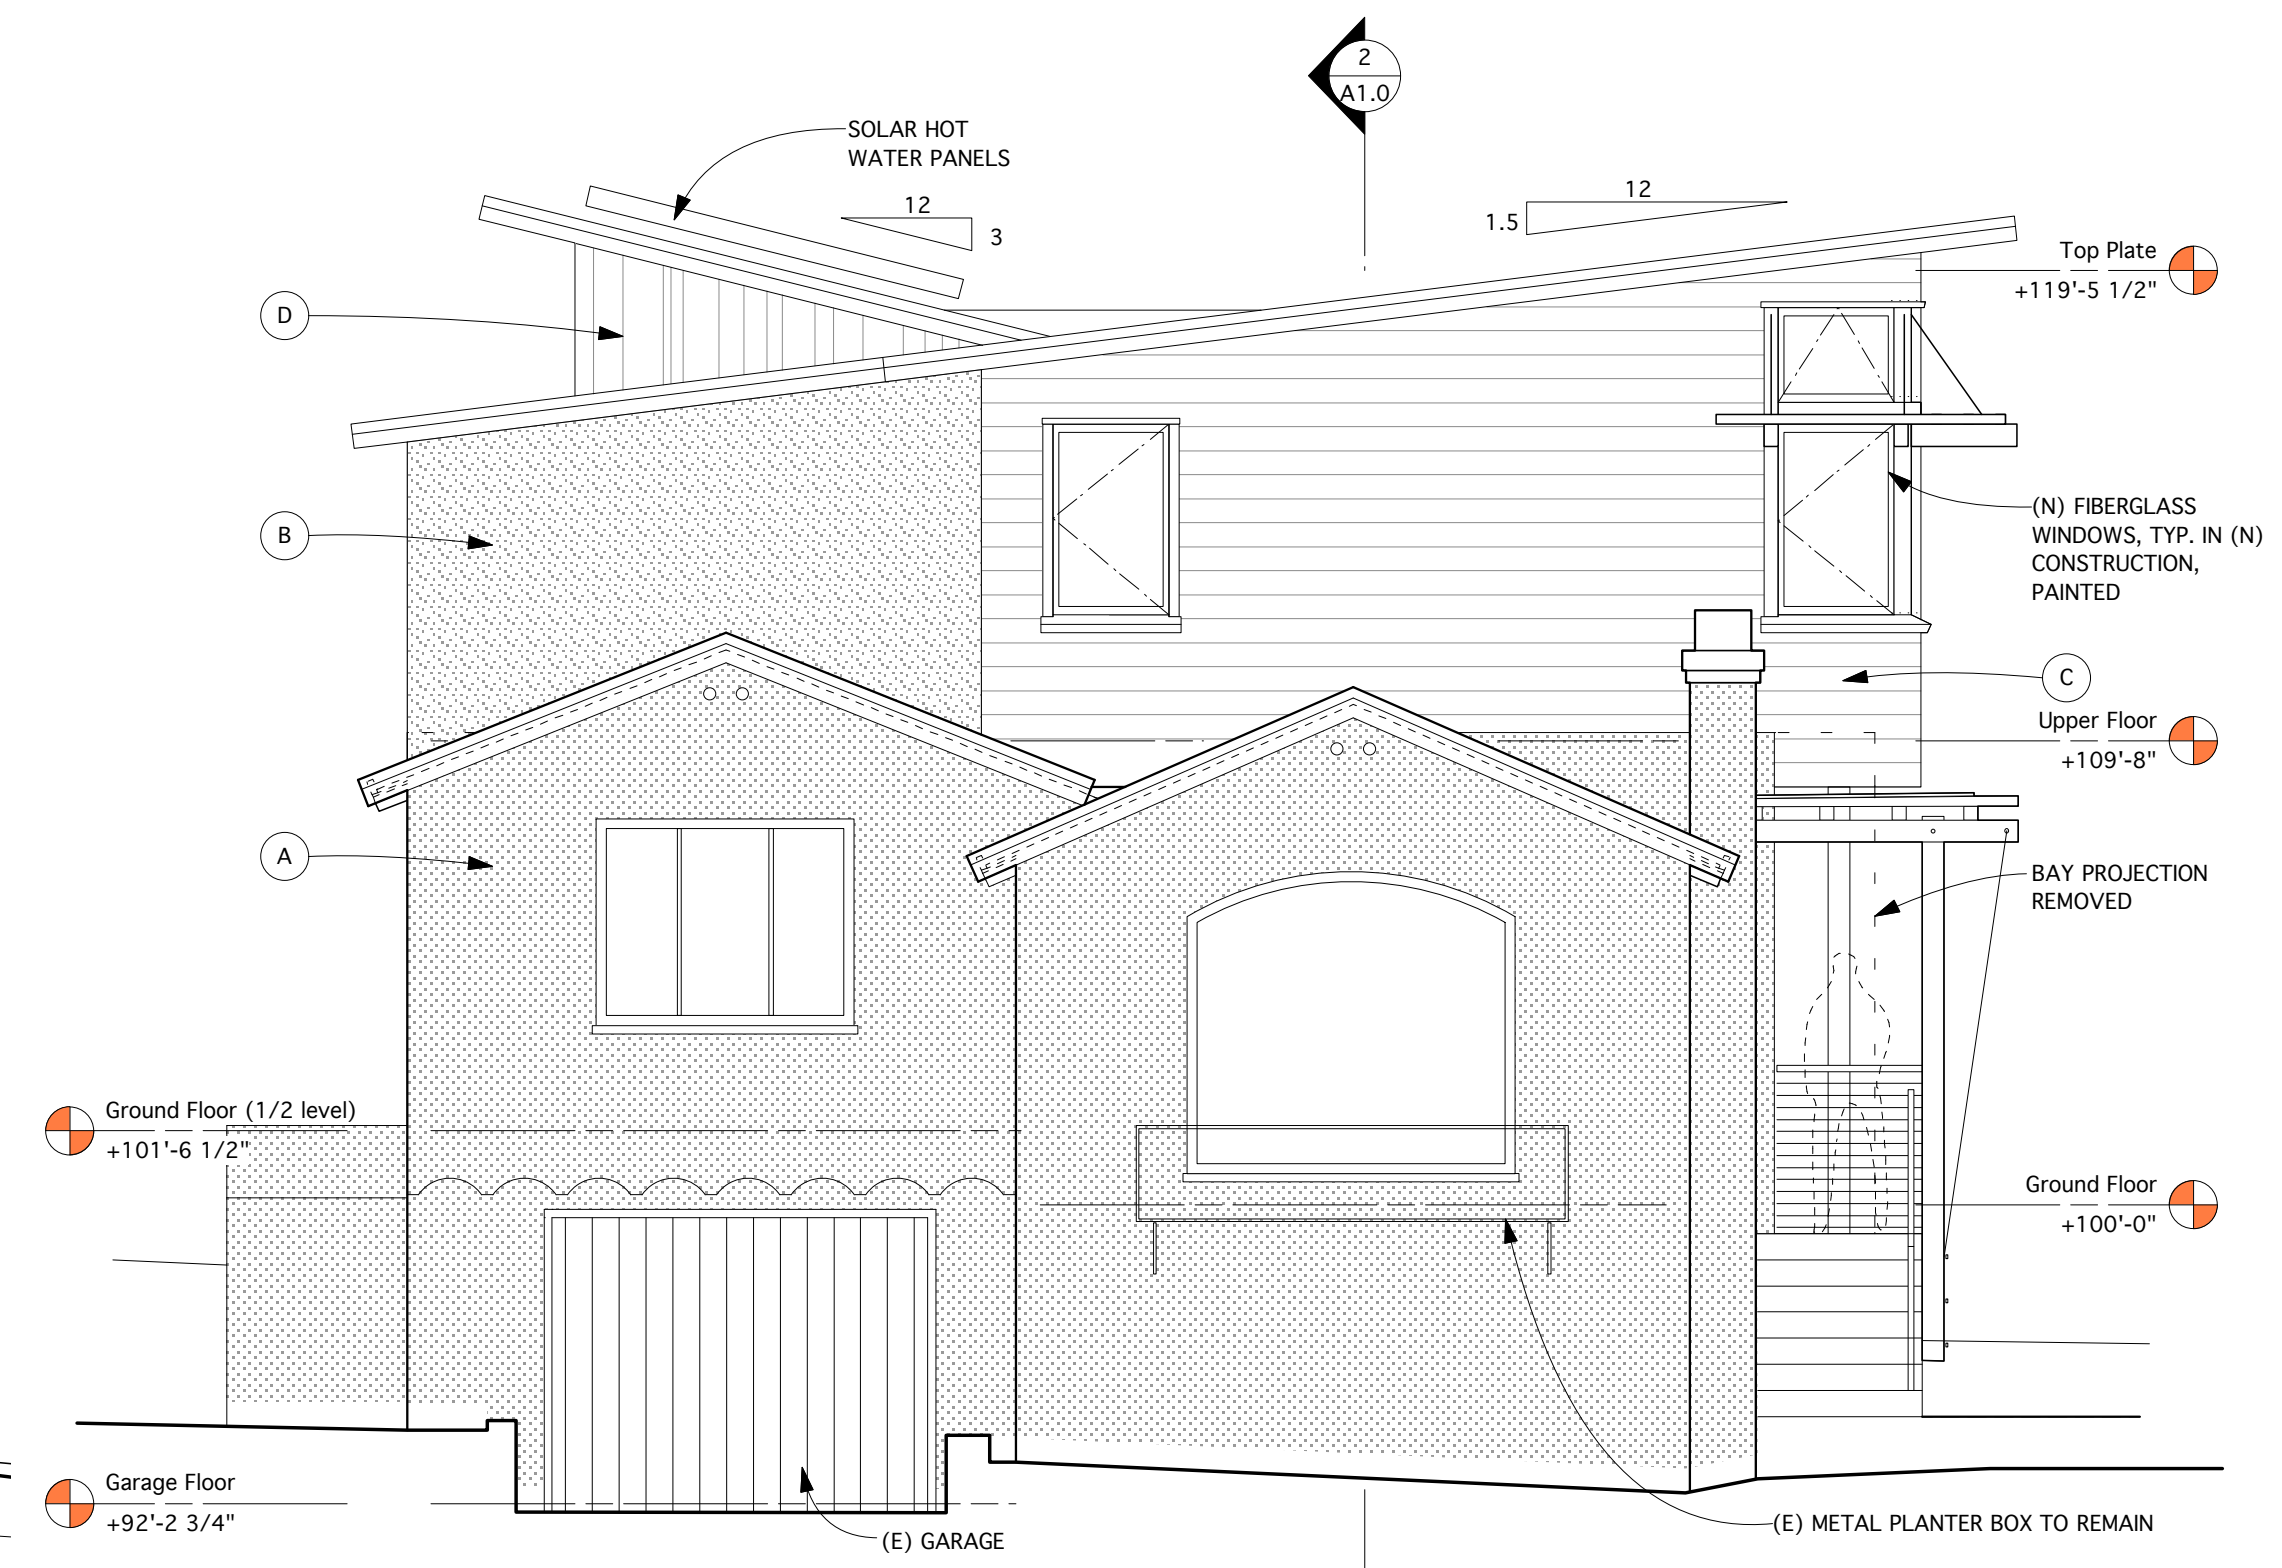 2
A1.0
SOLAR HOT
WATER PANELS
12
3
12
1.5
Top Plate
+119'-5 1/2"
D
B
(N) FIBERGLASS
WINDOWS, TYP. IN (N)
CONSTRUCTION,
PAINTED
C
Upper Floor
+109'-8"
A
BAY PROJECTION
REMOVED
Ground Floor (1/2 level)
+101'-6 1/2"
Ground Floor
+100'-0"
Garage Floor
+92'-2 3/4"
(E) GARAGE
(E) METAL PLANTER BOX TO REMAIN